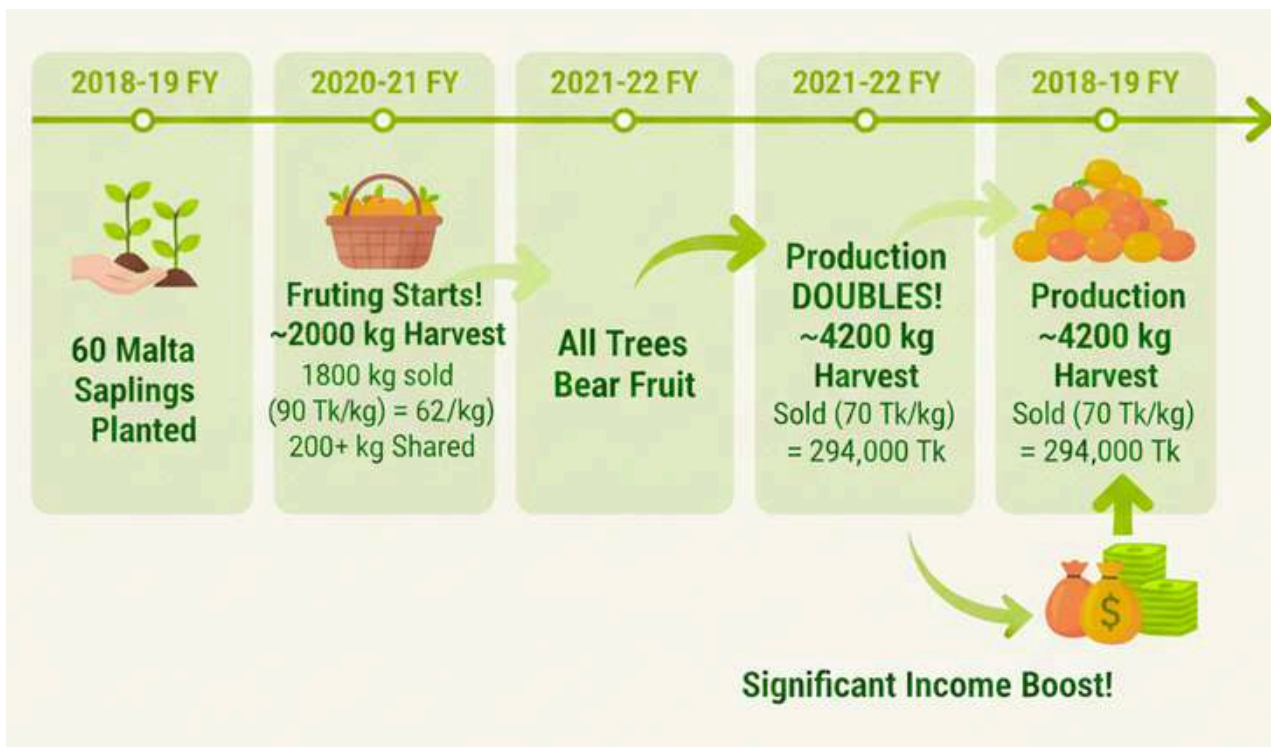 2018-19 FY
60 Malta
Saplings
Planted
2020-21 FY
Fruting Starts!
~2000 kg Harvest
1800 kg sold
(90 Tk/kg) = 62/kg)
200+ kg Shared
2021-22 FY
All Trees
Bear Fruit
2021-22 FY
Production
DOUBLES!
~4200 kg
Harvest
Sold (70 Tk/kg)
= 294,000 Tk
2018-19 FY
Production
~4200 kg
Harvest
Sold (70 Tk/kg)
= 294,000 Tk
$
Significant Income Boost!